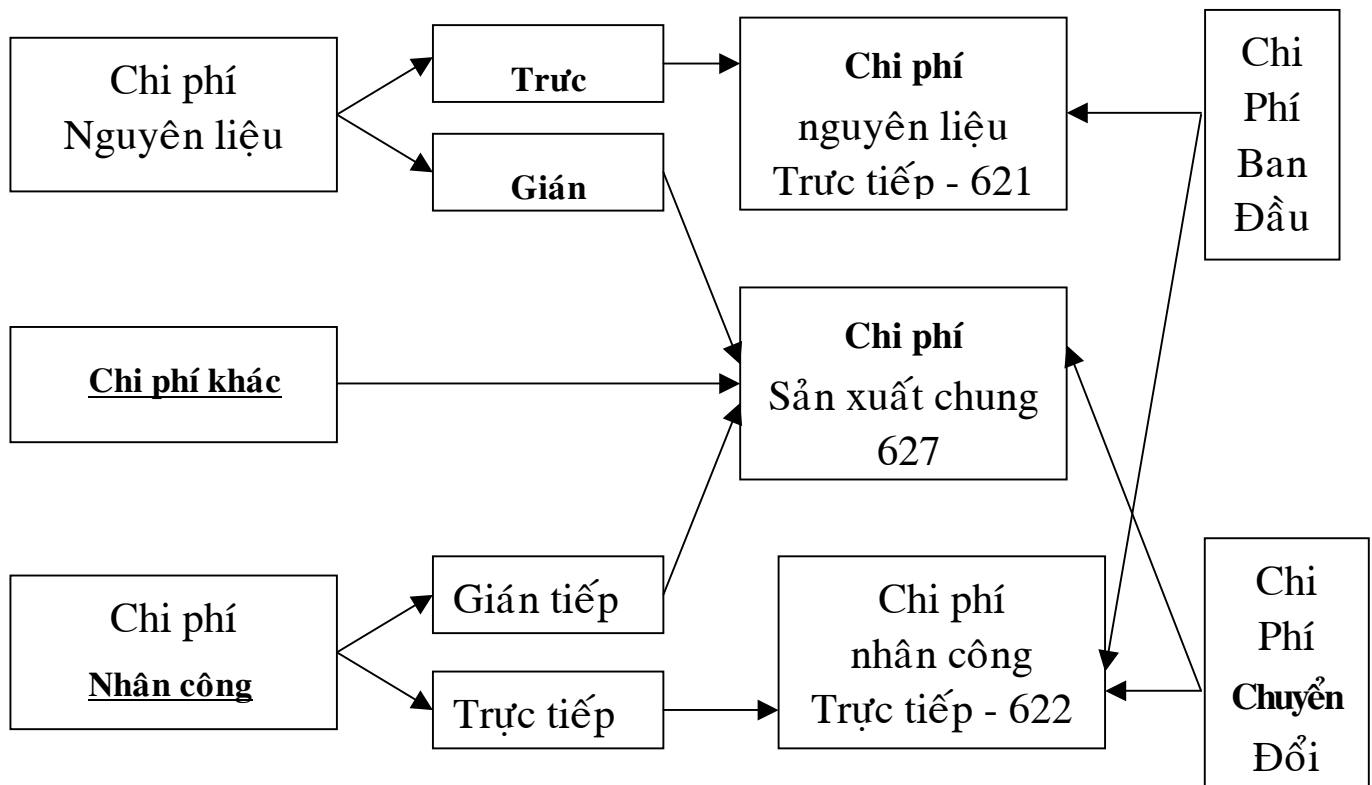 Chi phí
Nguyên liệu
Trưc
Gián
Chi phí
nguyên liệu
Trưc tiếp - 621
Chi
Phí
Ban
Đầu
Chi phí khác
Chi phí
Sản xuất chung
627
Chi phí
Nhân công
Gián tiếp
Trực tiếp
Chi phí
nhân công
Trực tiếp - 622
Chi
Phí
Chuyển
Đổi